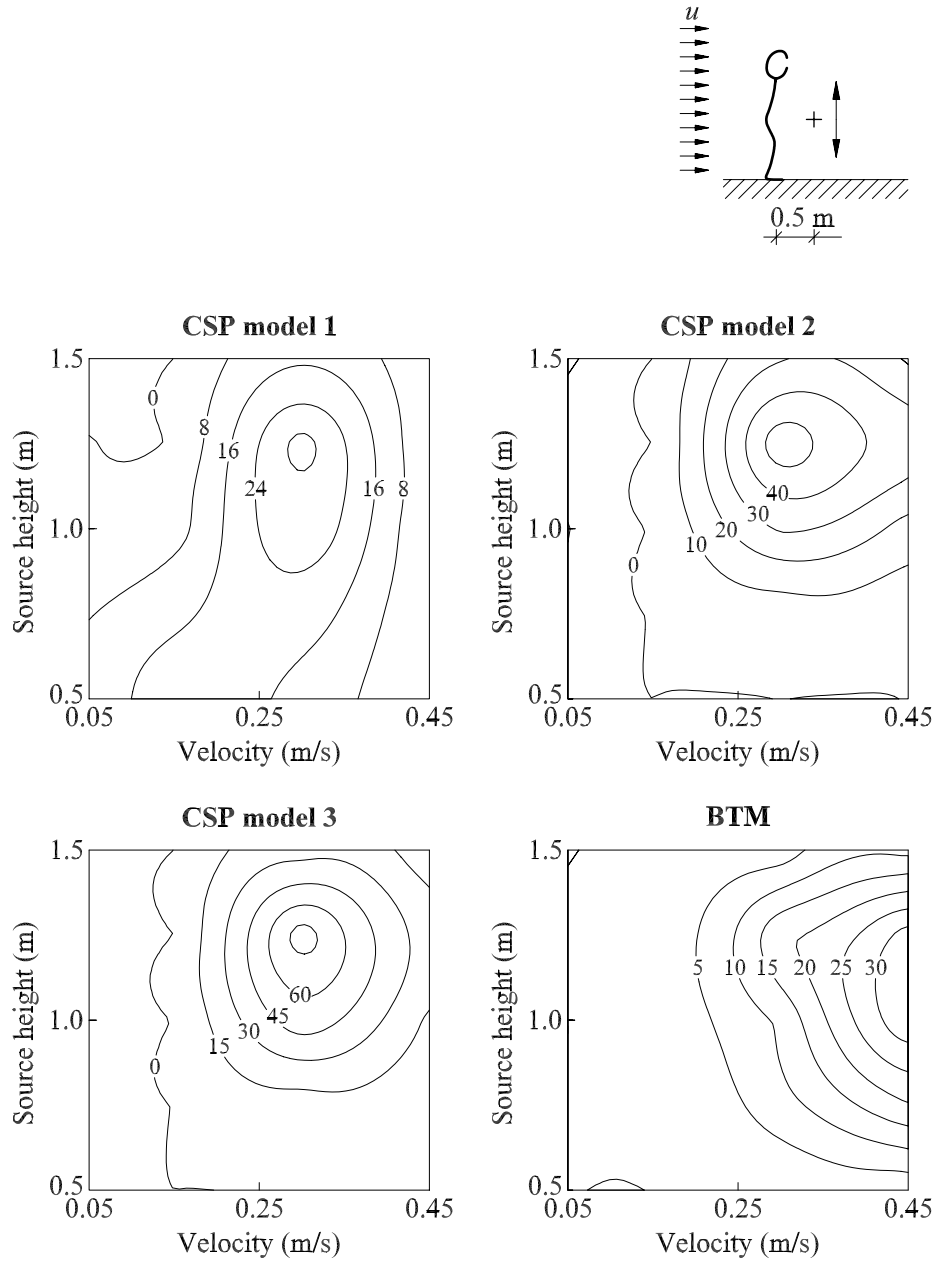 u
0.5 m
CSP model 1
1.5
1.0
0.5
0.05
0.25
0.45
Source height (m)
Velocity (m/s)
0
8
16
24
16
8
CSP model 2
1.5
1.0
0.5
0.05
0.25
0.45
Source height (m)
Velocity (m/s)
0
10
20
30
40
CSP model 3
1.5
1.0
0.5
0.05
0.25
0.45
Source height (m)
Velocity (m/s)
0
15
30
45
60
BTM
1.5
1.0
0.5
0.05
0.25
0.45
Source height (m)
Velocity (m/s)
5 10 15 20 25 30